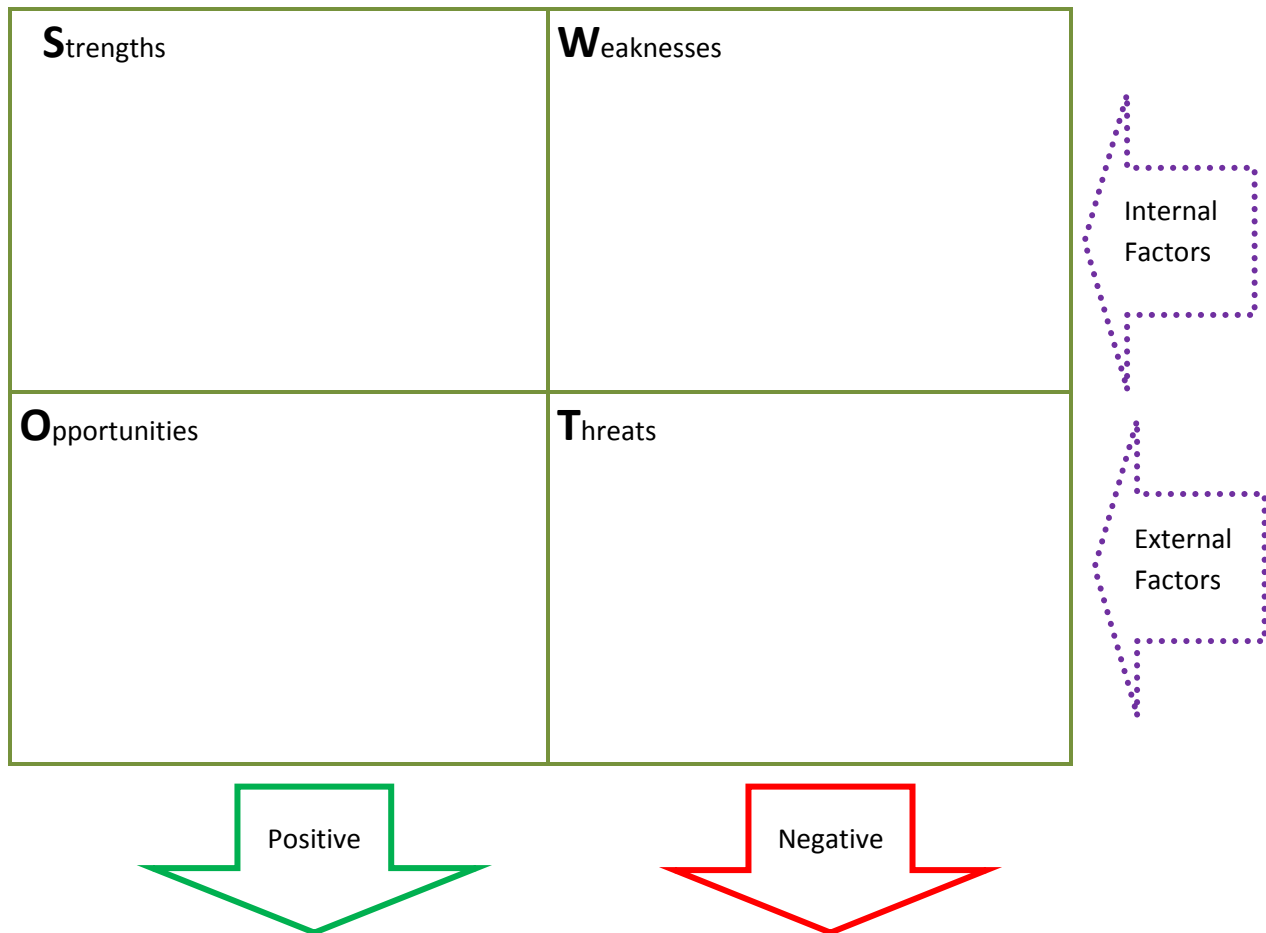 Strengths
Weaknesses
Internal
Factors
Opportunities
Threats
External
Factors
Positive
Negative